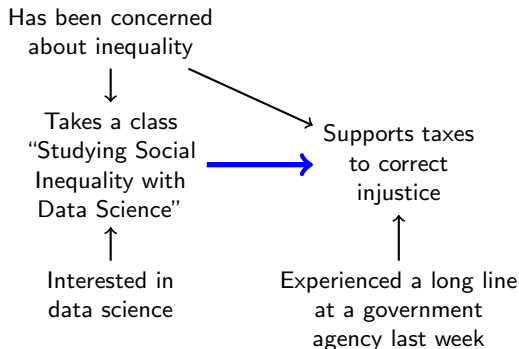 Has been concerned
about inequality
Takes a class
“Studying Social
Inequality with
Data Science”
Supports taxes
to correct
injustice
Interested in
data science
Experienced a long line
at a government
agency last week